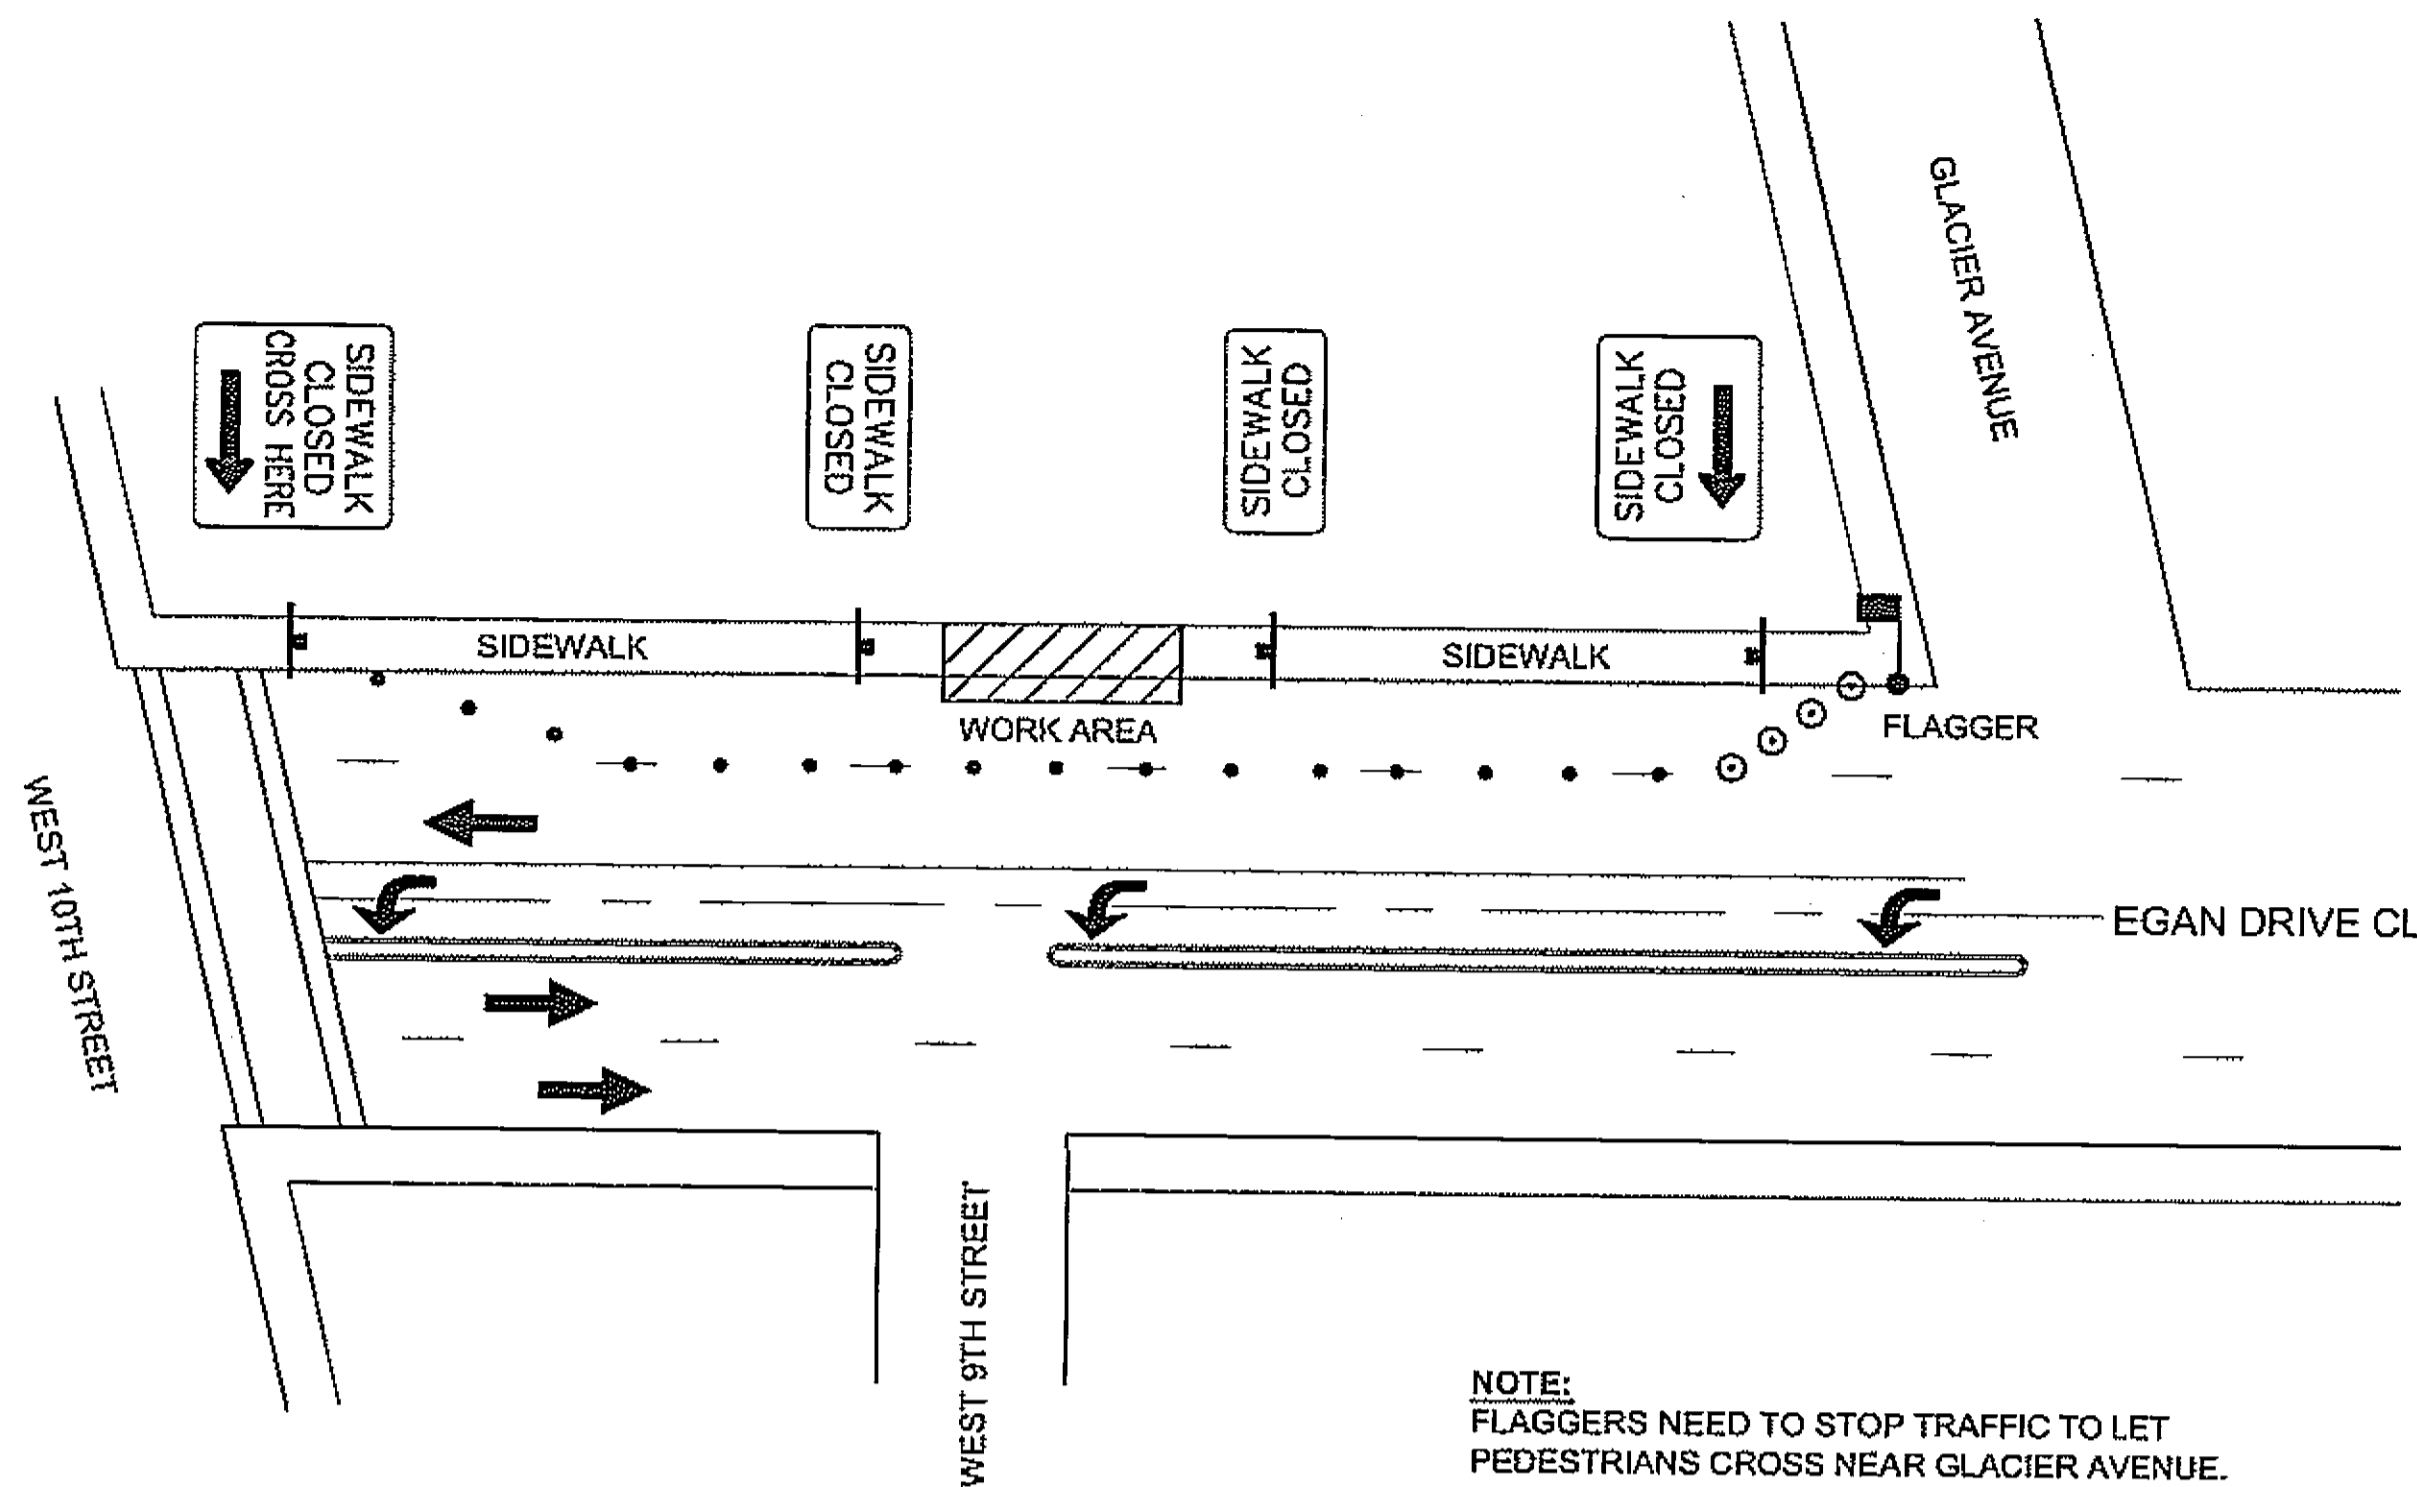 GLACIER AVENUE
SIDEWALK
CLOSED
CROSS HERE
SIDEWALK
CLOSED
SIDEWALK
CLOSED
SIDEWALK
CLOSED
SIDEWALK
SIDEWALK
WORK AREA
FLAGGER
WEST 10TH STREET
EGAN DRIVE CL
WEST 9TH STREET
NOTE:
FLAGGERS NEED TO STOP TRAFFIC TO LET
PEDESTRIANS CROSS NEAR GLACIER AVENUE.